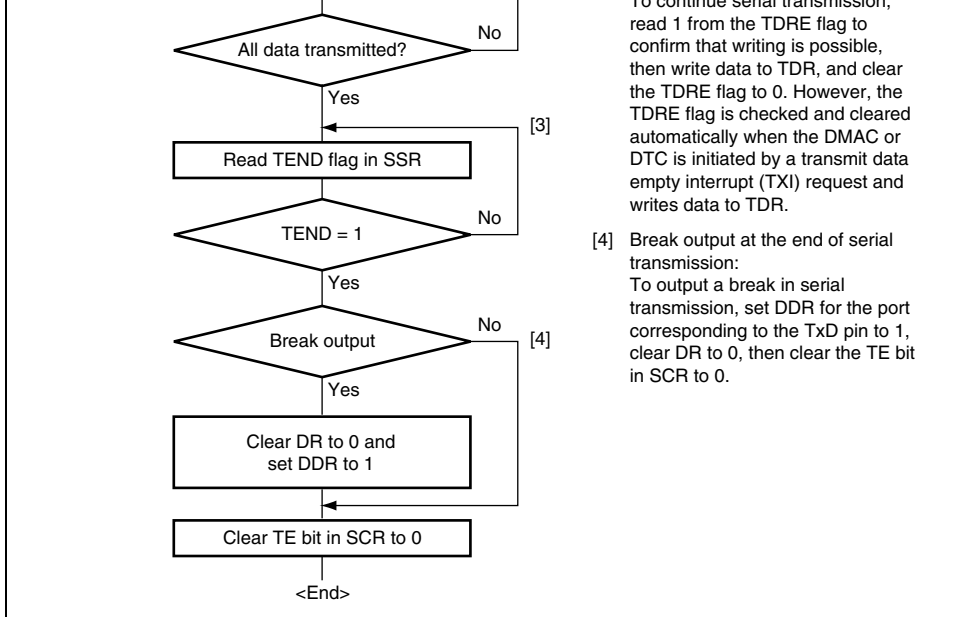 No
All data transmitted?
Yes
[3]
Read TEND flag in SSR
No
TEND = 1
Yes
No
Break output
[4]
Yes
Clear DR to 0 and
set DDR to 1
Clear TE bit in SCR to 0
<End>
To continue serial transmission,
read 1 from the TDRE flag to
confirm that writing is possible,
then write data to TDR, and clear
the TDRE flag to 0. However, the
TDRE flag is checked and cleared
automatically when the DMAC or
DTC is initiated by a transmit data
empty interrupt (TXI) request and
writes data to TDR.
[4] Break output at the end of serial
transmission:
To output a break in serial
transmission, set DDR for the port
corresponding to the TxD pin to 1,
clear DR to 0, then clear the TE bit
in SCR to 0.